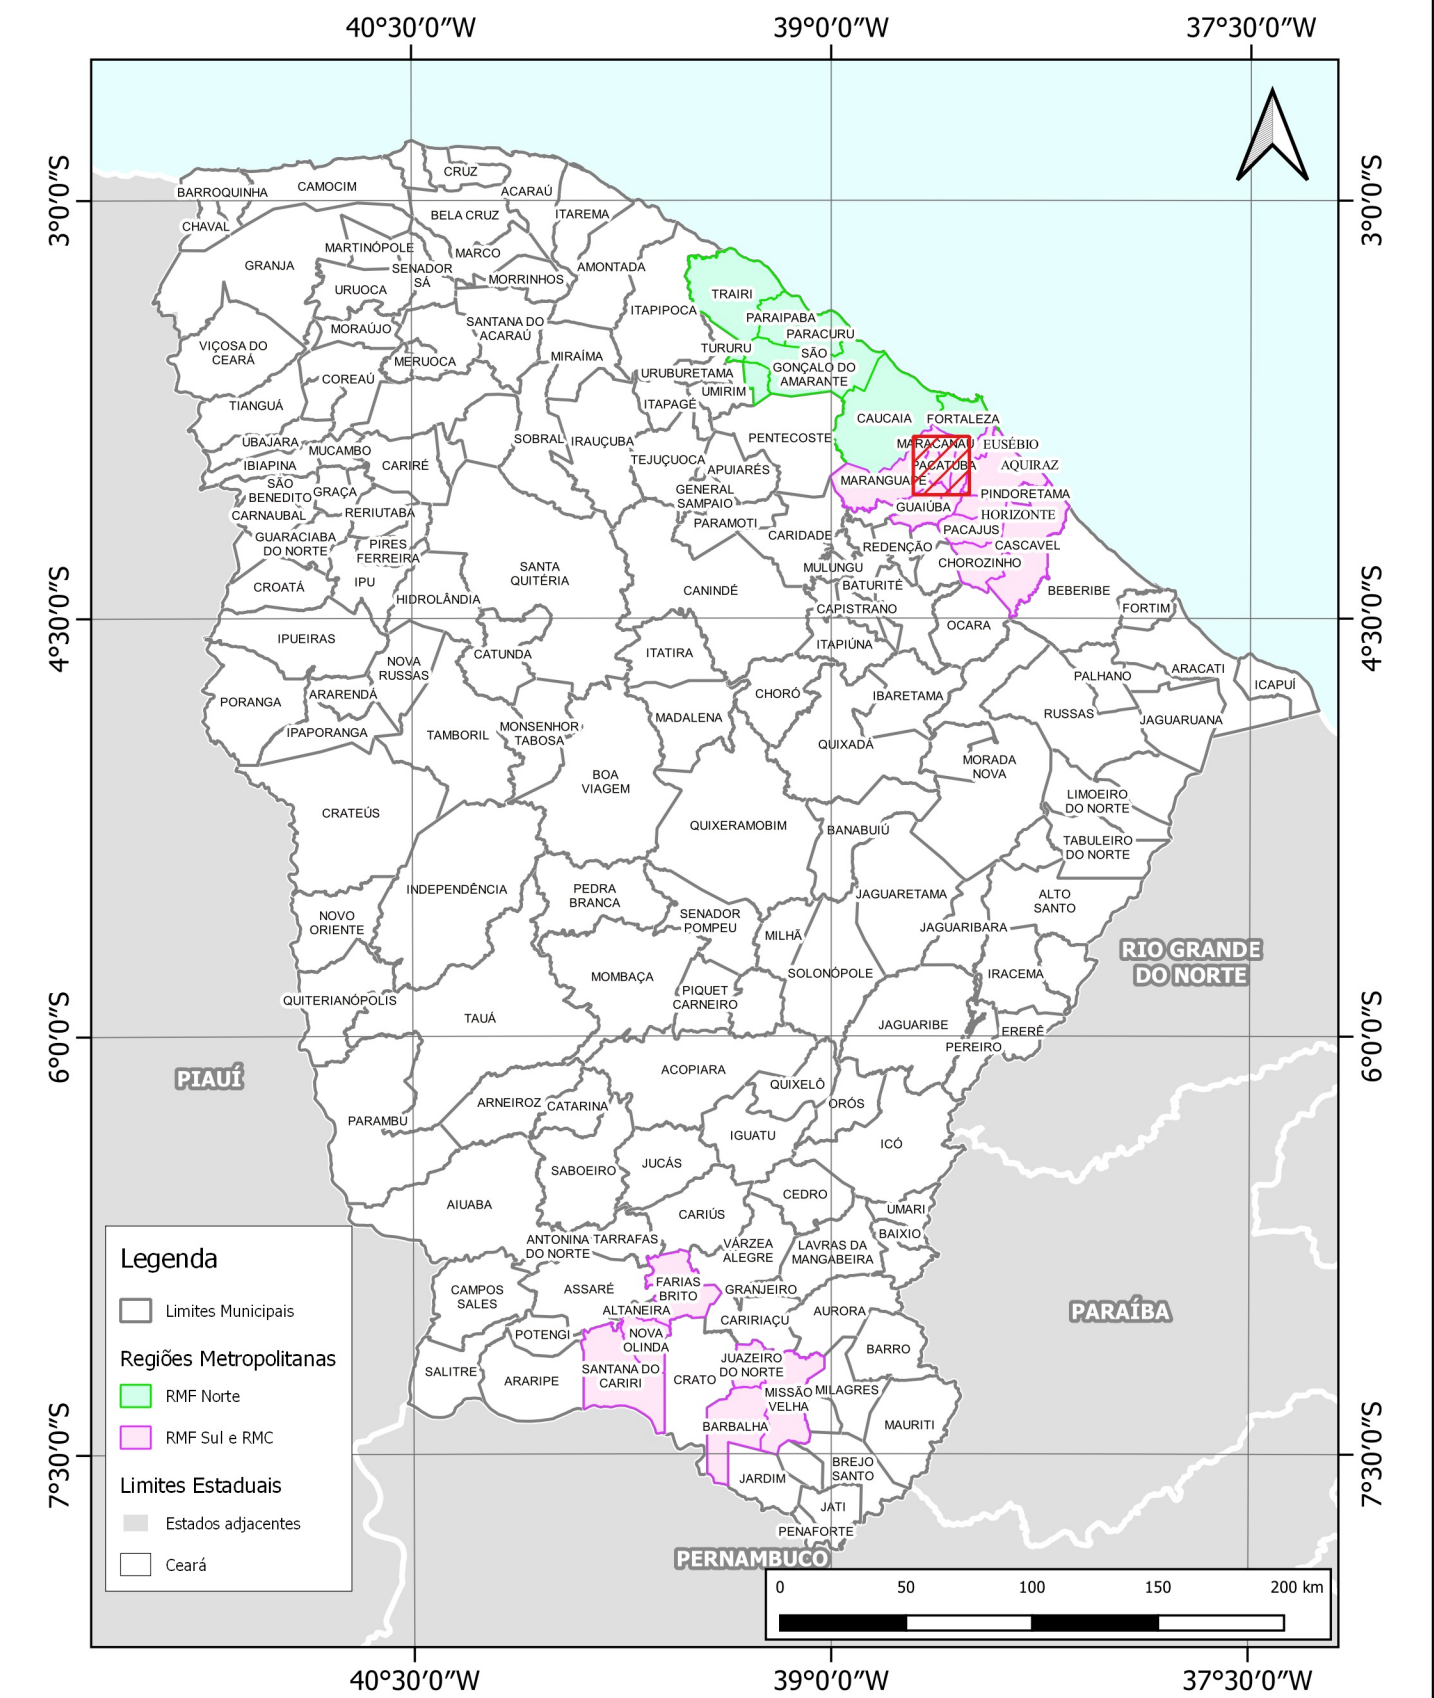 40°30′0″W
39°0′0″W
37°30′0″W
3°0′0″S
3°0′0″S
CRUZ
BARROQUINHA
CAMOCIM
ACARAÚ
BELA CRUZ
ITAREMA
CHAVAL
MARTINÓPOLE
MARCO
GRANJA
SENADOR
SÁ
MORRINHOS
AMONTADA
URUOCA
TRAIRI
ITAPIPOCA
PARAIPABA
MORAÚJO
SANTANA DO
ACARAÚ
PARACURU
VIÇOSA DO
CEARÁ
TURURU
SÃO
GONÇALO DO
AMARANTE
MERUOCA
MIRAÍMA
COREAÚ
URUBURETAMA
UMIRIM
TIANGUÁ
ITAPAGÉ
CAUCAIA
FORTALEZA
UBAJARA
SOBRAL
IRAUÇUBA
PENTECOSTE
MARACANAÚ
EUSÉBIO
MUCAMBO
IBIAPINA
CARIRÉ
TEJUÇUOCA
APUIARÉS
PACATUBA
AQUIRAZ
SÃO
BENEDITO
GRAÇA
GENERAL
SAMPAIO
MARANGUAPE
PINDORETAMA
CARNAUBAL
RERIUTABA
PARAMOTI
GUAIÚBA
HORIZONTE
GUARACIABA
DO NORTE
PIRES
FERREIRA
CARIDADE
PACAJUS
REDENÇÃO
CASCAVEL
CROATÁ
IPU
SANTA
QUITÉRIA
MULUNGU
CHOROZINHO
HIDROLÂNDIA
CANINDÉ
BATURITÉ
BEBERIBE
CAPISTRANO
FORTIM
4°30′0″S
4°30′0″S
IPUEIRAS
OCARA
CATUNDA
ITATIRA
ITAPIÚNA
NOVA
RUSSAS
ARACATI
PALHANO
ICAPUÍ
PORANGA
ARARENDÁ
CHORÓ
IBARETAMA
MADALENA
RUSSAS
JAGUARUANA
IPAPORANGA
TAMBORIL
MONSENHOR
TABOSA
QUIXADÁ
MORADA
NOVA
BOA
VIAGEM
LIMOEIRO
DO NORTE
CRATEÚS
QUIXERAMOBIM
BANABUIÚ
TABULEIRO
DO NORTE
INDEPENDÊNCIA
PEDRA
BRANCA
JAGUARETAMA
ALTO
SANTO
NOVO
ORIENTE
SENADOR
POMPEU
JAGUARIBARA
MILHÃ
RIO GRANDE
DO NORTE
MOMBAÇA
SOLONÓPOLE
IRACEMA
QUITERIANÓPOLIS
PIQUET
CARNEIRO
TAUÁ
JAGUARIBE
ERERÊ
6°0′0″S
6°0′0″S
PEREIRO
PIAUÍ
ACOPIARA
QUIXELÔ
ARNEIROZ
CATARINA
ORÓS
PARAMBU
IGUATU
ICÓ
SABOEIRO
JUCÁS
CEDRO
AIUABA
CARIÚS
UMARI
ANTONINA
DO NORTE
TARRAFAS
VÁRZEA
ALEGRE
LAVRAS DA
MANGABEIRA
BAIXIO
CAMPOS
SALES
ASSARÉ
FARIAS
BRITO
GRANJEIRO
ALTANEIRA
CARIRIAÇU
AURORA
PARAÍBA
POTENGI
NOVA
OLINDA
BARRO
SALITRE
ARARIPE
SANTANA DO
CARIRI
CRATO
JUAZEIRO
DO NORTE
MISSÃO
VELHA
MILAGRES
BARBALHA
MAURITI
7°30′0″S
7°30′0″S
JARDIM
BREJO
SANTO
JATI
PENAFORTE
PERNAMBUCO
Legenda
Limites Municipais
Regiões Metropolitanas
RMF Norte
RMF Sul e RMC
Limites Estaduais
Estados adjacentes
Ceará
0 50 100 150 200 km
40°30′0″W
39°0′0″W
37°30′0″W